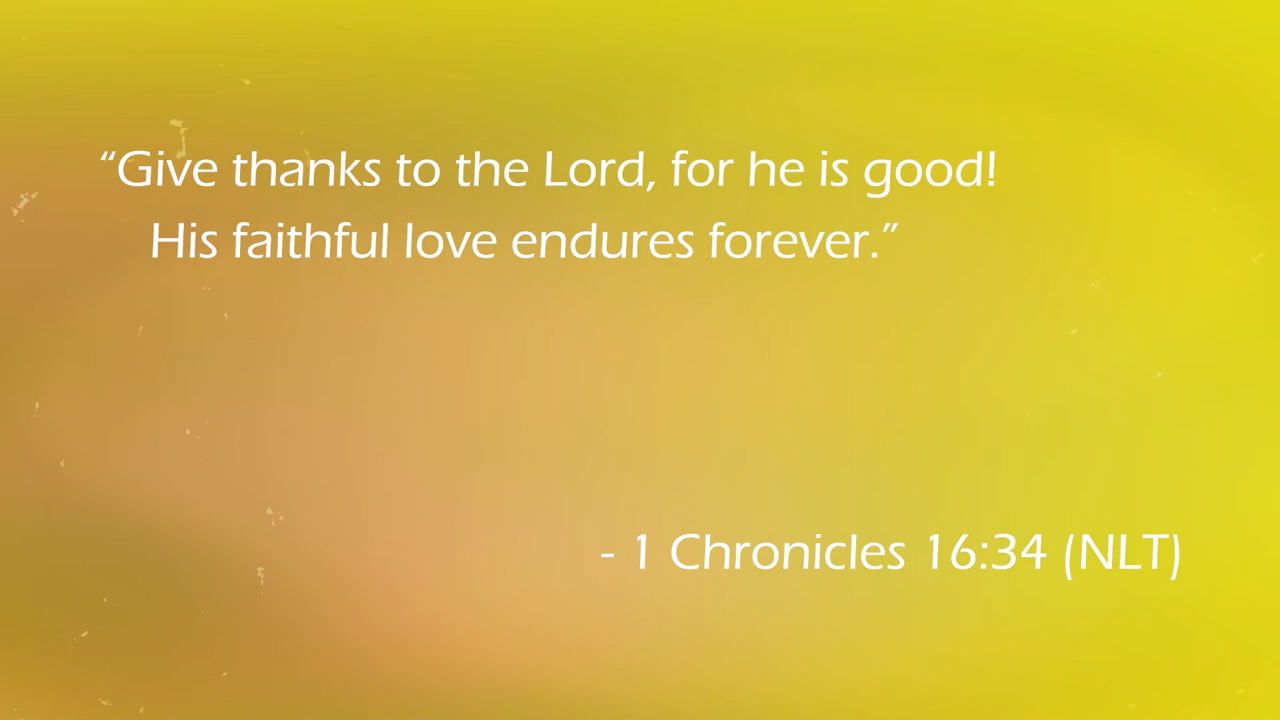 “Give thanks to the Lord, for he is good!
His faithful love endures forever.”
- 1 Chronicles 16:34 (NLT)